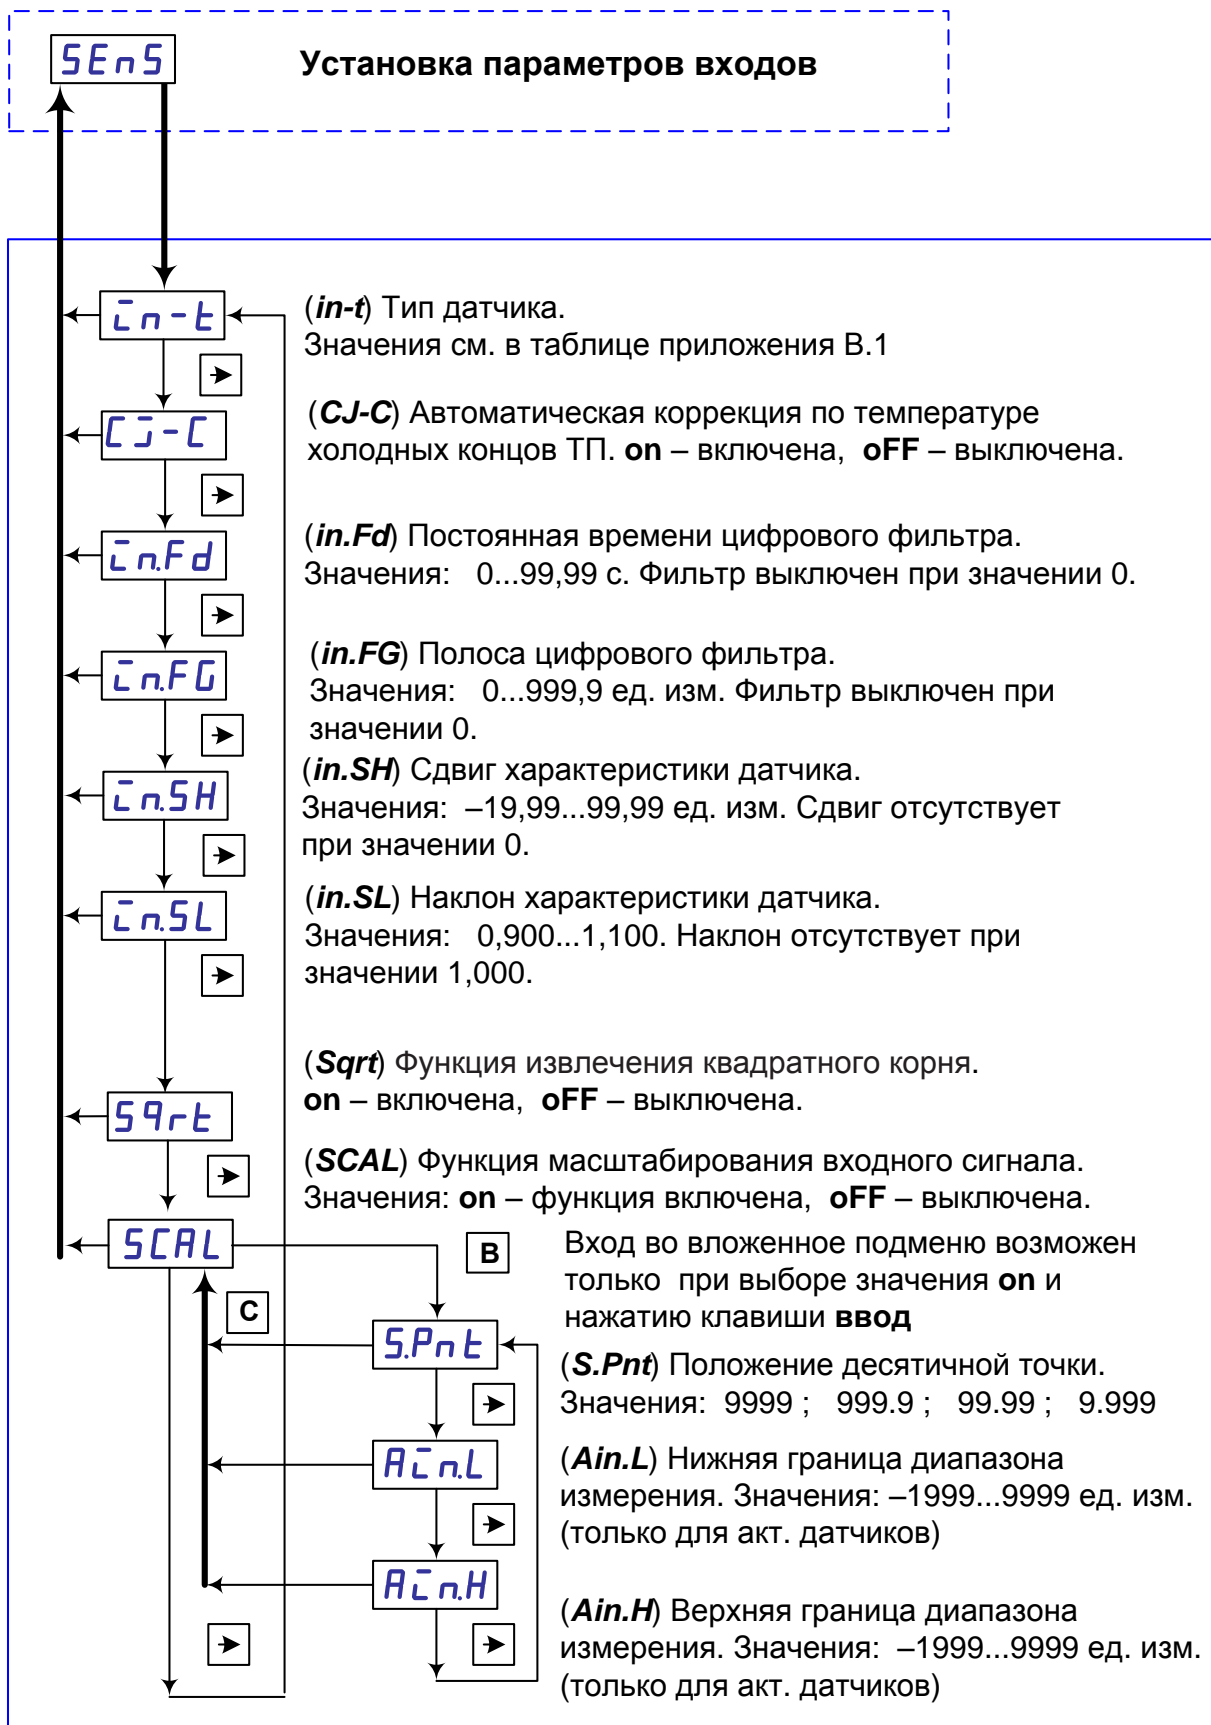 SEnS
Установка параметров входов
in-t
(in-t) Тип датчика.
Значения см. в таблице приложения В.1
CJ-C
(CJ-C) Автоматическая коррекция по температуре
холодных концов ТП. on – включена, oFF – выключена.
in.Fd
(in.Fd) Постоянная времени цифрового фильтра.
Значения: 0...99,99 с. Фильтр выключен при значении 0.
in.FG
(in.FG) Полоса цифрового фильтра.
Значения: 0...999,9 ед. изм. Фильтр выключен при
значении 0.
in.SH
(in.SH) Сдвиг характеристики датчика.
Значения: –19,99...99,99 ед. изм. Сдвиг отсутствует
при значении 0.
in.SL
(in.SL) Наклон характеристики датчика.
Значения: 0,900...1,100. Наклон отсутствует при
значении 1,000.
Sqrt
(Sqrt) Функция извлечения квадратного корня.
on – включена, oFF – выключена.
(SCAL) Функция масштабирования входного сигнала.
Значения: on – функция включена, oFF – выключена.
SCAL
B
Вход во вложенное подменю возможен
только при выборе значения on и
нажатию клавиши ввод
C
S.Pnt
(S.Pnt) Положение десятичной точки.
Значения: 9999 ; 999.9 ; 99.99 ; 9.999
Ain.L
(Ain.L) Нижняя граница диапазона
измерения. Значения: –1999...9999 ед. изм.
(только для акт. датчиков)
Ain.H
(Ain.H) Верхняя граница диапазона
измерения. Значения: –1999...9999 ед. изм.
(только для акт. датчиков)